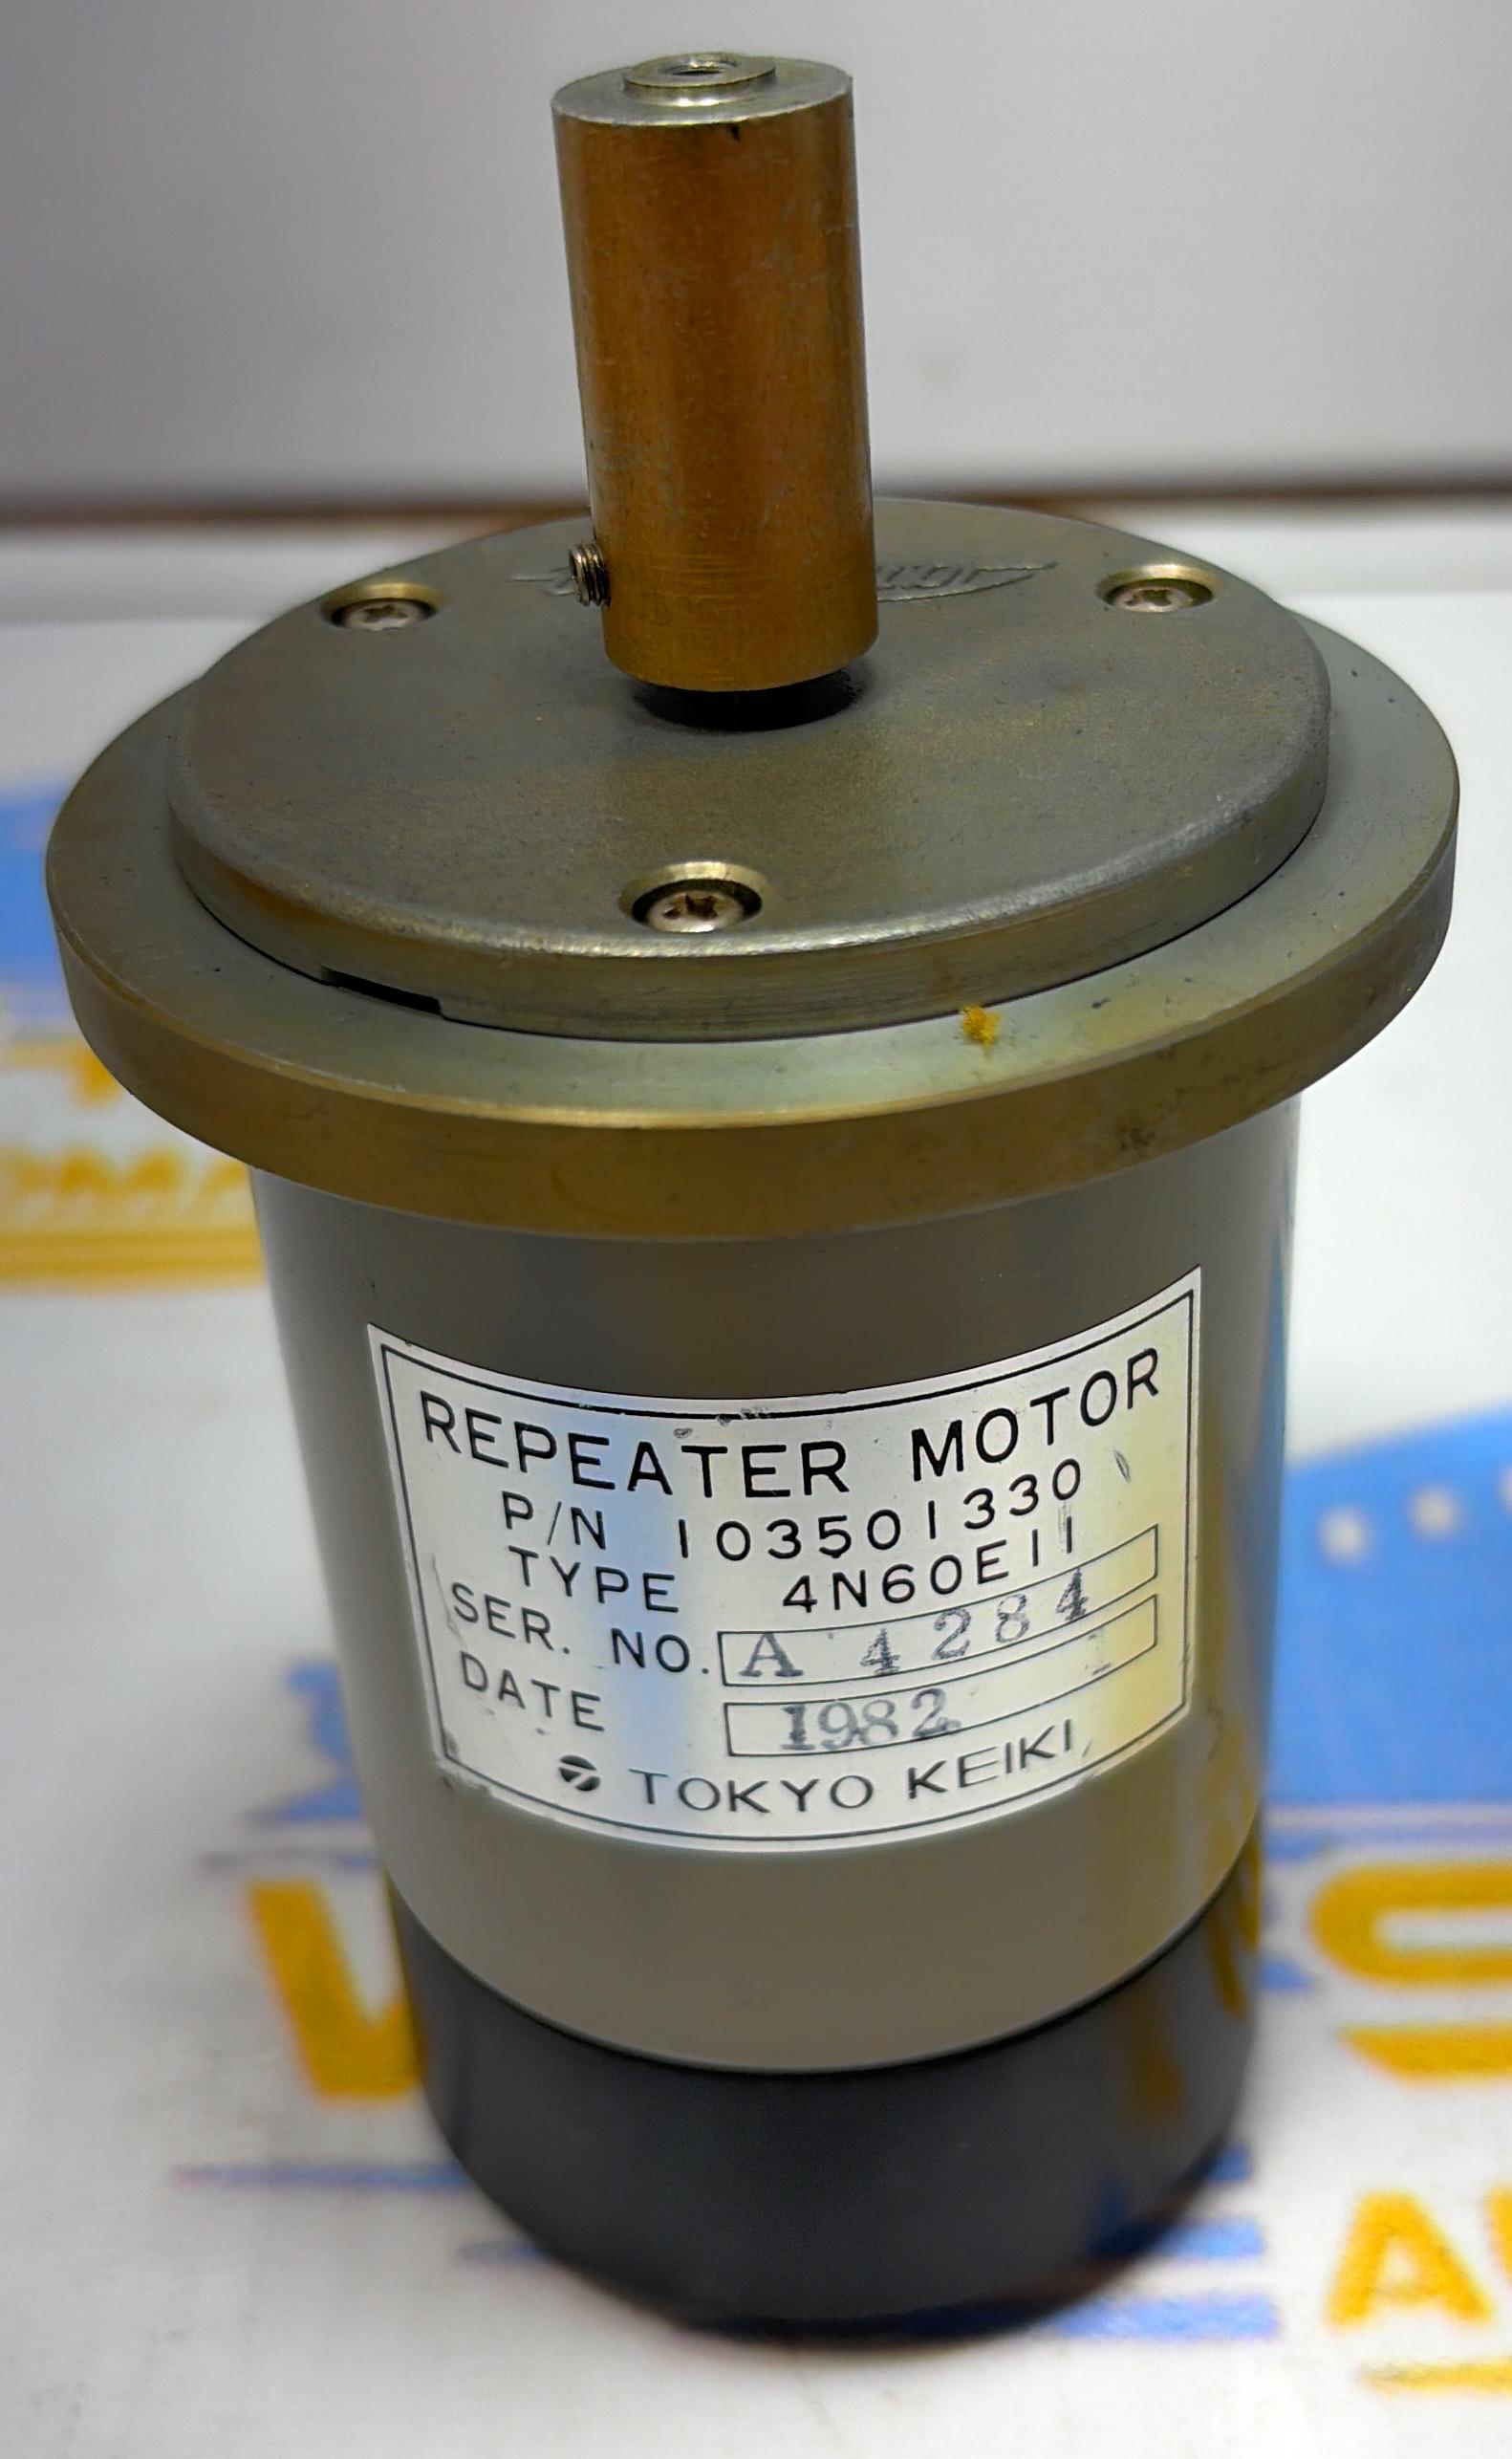 REPEATER MOTOR
P/N 103501330
TYPE 4N60E11
SER. NO. A 4284
DATE 1982
TOKYO KEIKI